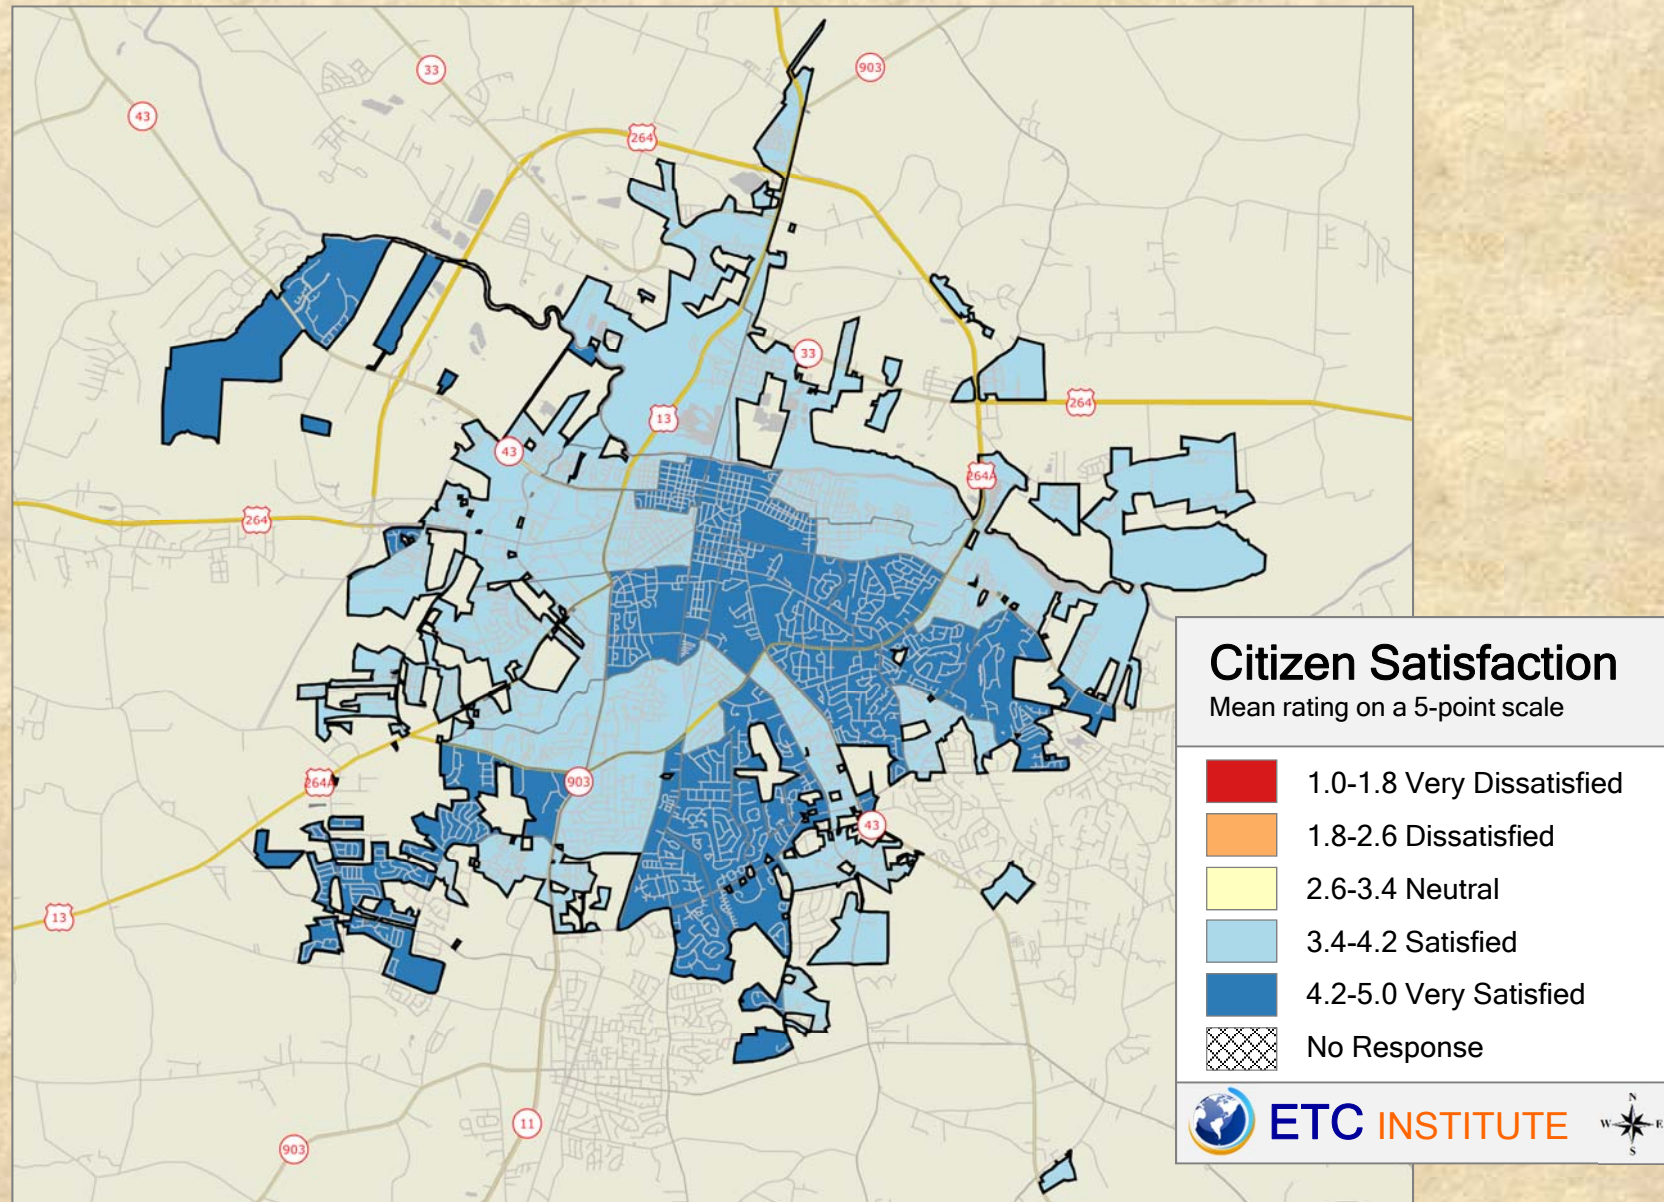 903
33
43
264
33
264
13
43
264A
264
903
264A
43
13
11
903
Citizen Satisfaction
Mean rating on a 5-point scale
1.0-1.8 Very Dissatisfied
1.8-2.6 Dissatisfied
2.6-3.4 Neutral
3.4-4.2 Satisfied
4.2-5.0 Very Satisfied
No Response
ETC INSTITUTE
N
W E
S